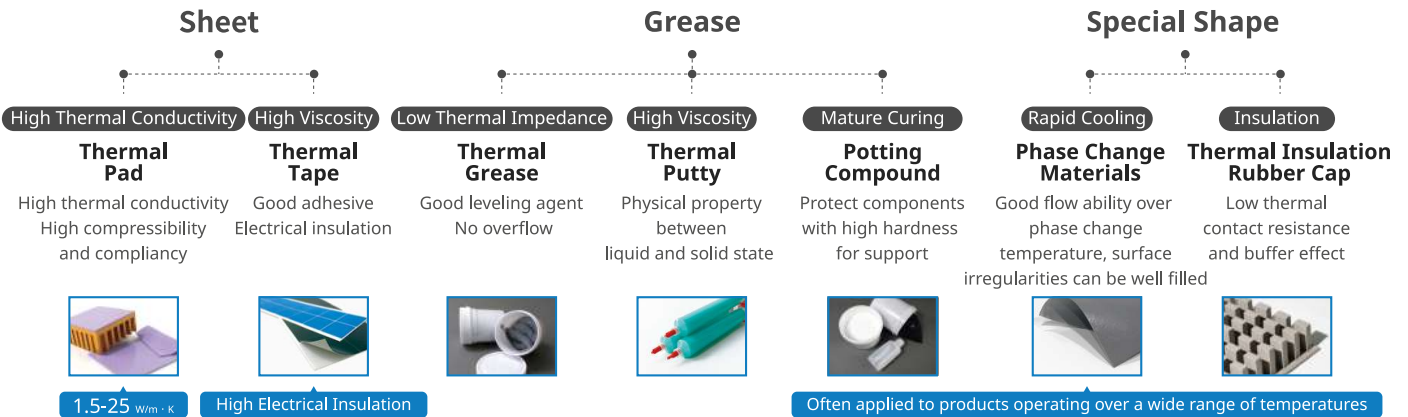 Sheet
Grease
Special Shape
High Thermal Conductivity
High Viscosity
Low Thermal Impedance
High Viscosity
Mature Curing
Rapid Cooling
Insulation
Thermal
Pad
Thermal
Tape
Thermal
Grease
Thermal
Putty
Potting
Compound
Phase Change
Materials
Thermal Insulation
Rubber Cap
High thermal conductivity
High compressibility
and compliancy
Good adhesive
Electrical insulation
Good leveling agent
No overflow
Physical property
between
liquid and solid state
Protect components
with high hardness
for support
Good flow ability over
phase change
temperature, surface
irregularities can be well filled
Low thermal
contact resistance
and buffer effect
1.5-25 W/m · K
High Electrical Insulation
Often applied to products operating over a wide range of temperatures